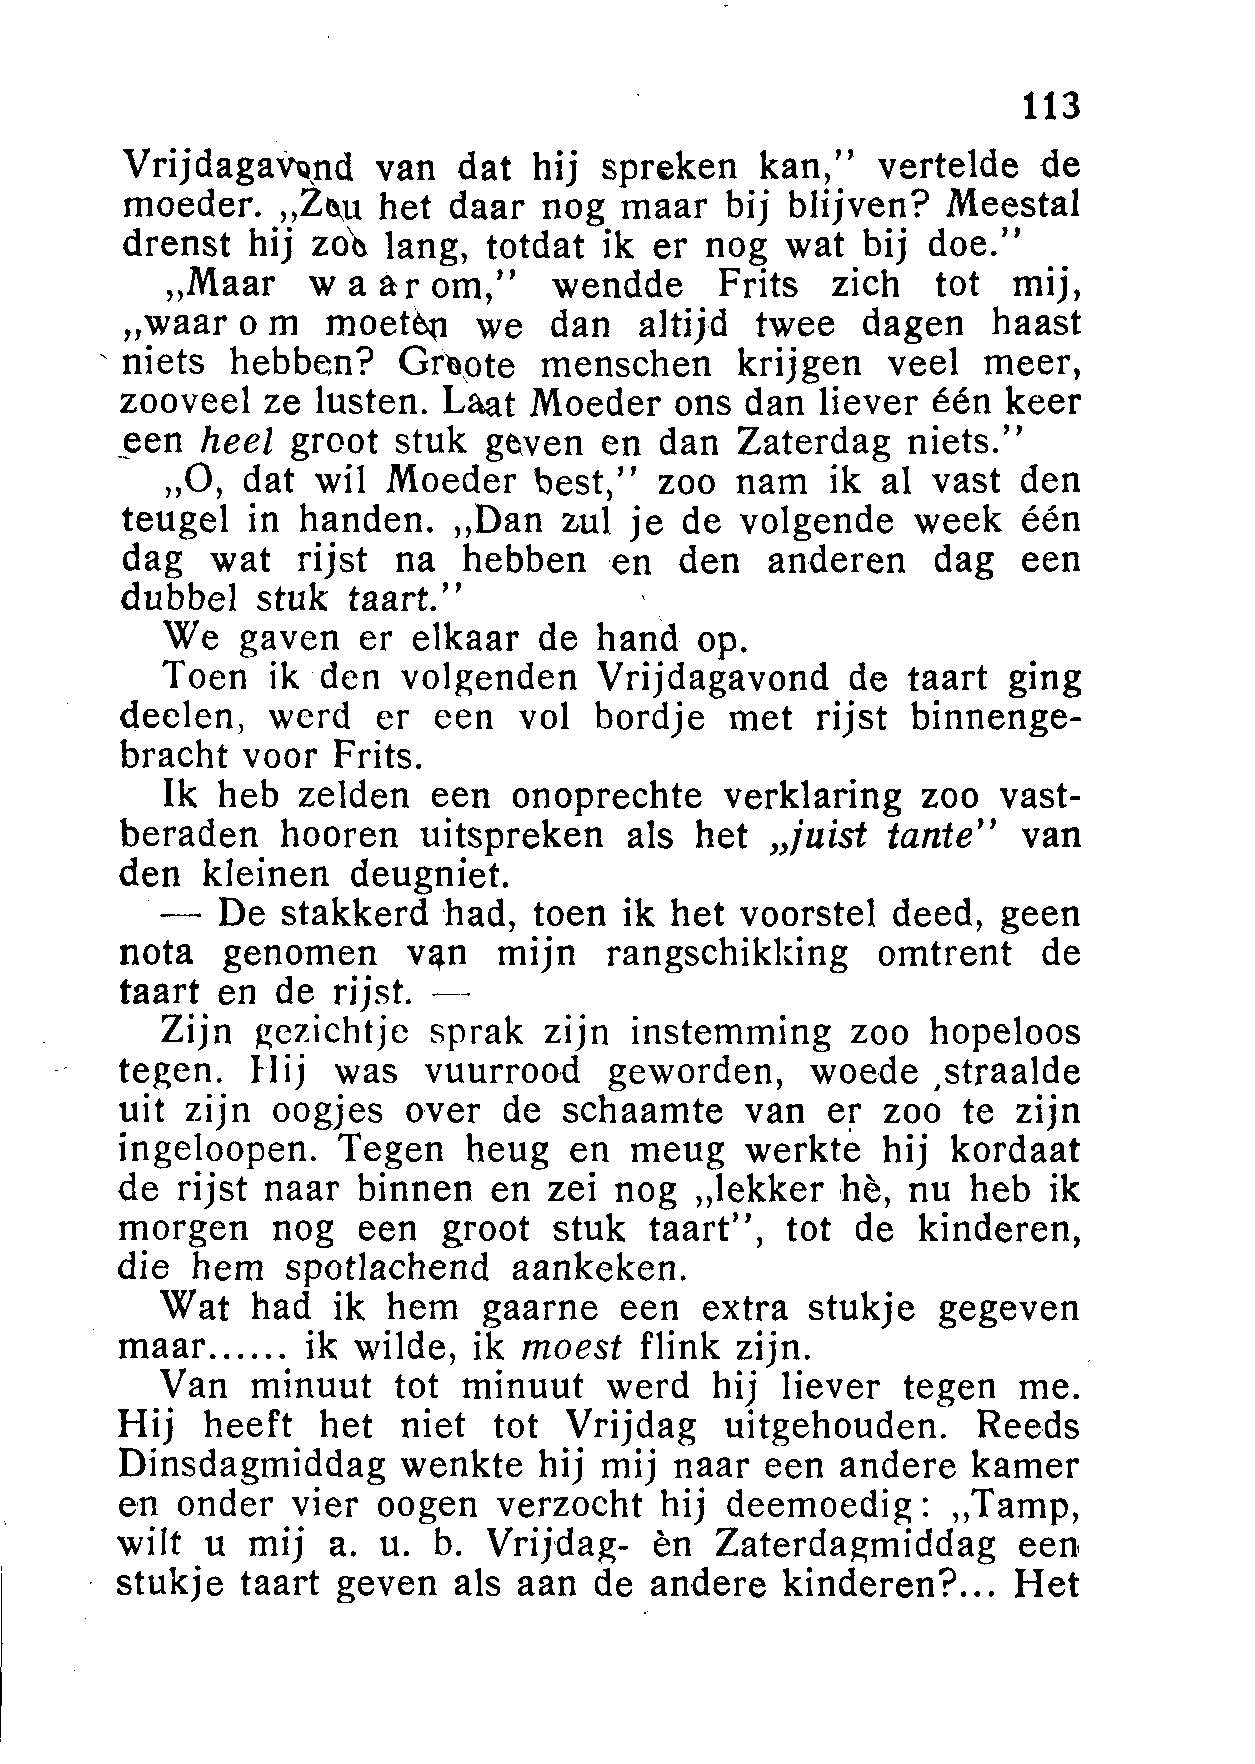 113
Vrijdagavond van dat hij spreken kan,'' vertelde de
moeder. ,,Zou het daar nog maar bij blijven? Meestal
drenst hij zoo lang, totdat ik er nog wat bij doe.''
,,Maar w a a r om,'' wendde Frits zich tot mij,
,,waar o m moeten we dan altijd twee dagen haast
niets hebben? Groote menschen krijgen veel meer,
zooveel ze lusten. Laat Moeder ons dan liever één keer
een heel groot stuk geven en dan Zaterdag niets.''
,,O, dat wil Moeder best,'' zoo nam ik al vast den
teugel in handen. ,,Dan zul je de volgende week één
dag wat rijst na hebben en den anderen dag een
dubbel stuk taart.''
We gaven er elkaar de hand op.
Toen ik den volgenden Vrijdagavond de taart ging
deelen, werd er een vol bordje met rijst binnenge-
bracht voor Frits.
Ik heb zelden een onoprechte verklaring zoo vast-
beraden hooren uitspreken als het ,,juist tante'' van
den kleinen deugniet.
— De stakkerd had, toen ik het voorstel deed, geen
nota genomen van mijn rangschikking omtrent de
taart en de rijst. —
Zijn gezichtje sprak zijn instemming zoo hopeloos
tegen. Hij was vuurrood geworden, woede straalde
uit zijn oogjes over de schaamte van er zoo te zijn
ingeloopen. Tegen heug en meug werkte hij kordaat
de rijst naar binnen en zei nog ,,lekker hè, nu heb ik
morgen nog een groot stuk taart'', tot de kinderen,
die hem spotlachend aankeken.
Wat had ik hem gaarne een extra stukje gegeven
maar...... ik wilde, ik moest flink zijn.
Van minuut tot minuut werd hij liever tegen me.
Hij heeft het niet tot Vrijdag uitgehouden. Reeds
Dinsdagmiddag wenkte hij mij naar een andere kamer
en onder vier oogen verzocht hij deemoedig: ,,Tamp,
wilt u mij a. u. b. Vrijdag- èn Zaterdagmiddag een
stukje taart geven als aan de andere kinderen?... Het